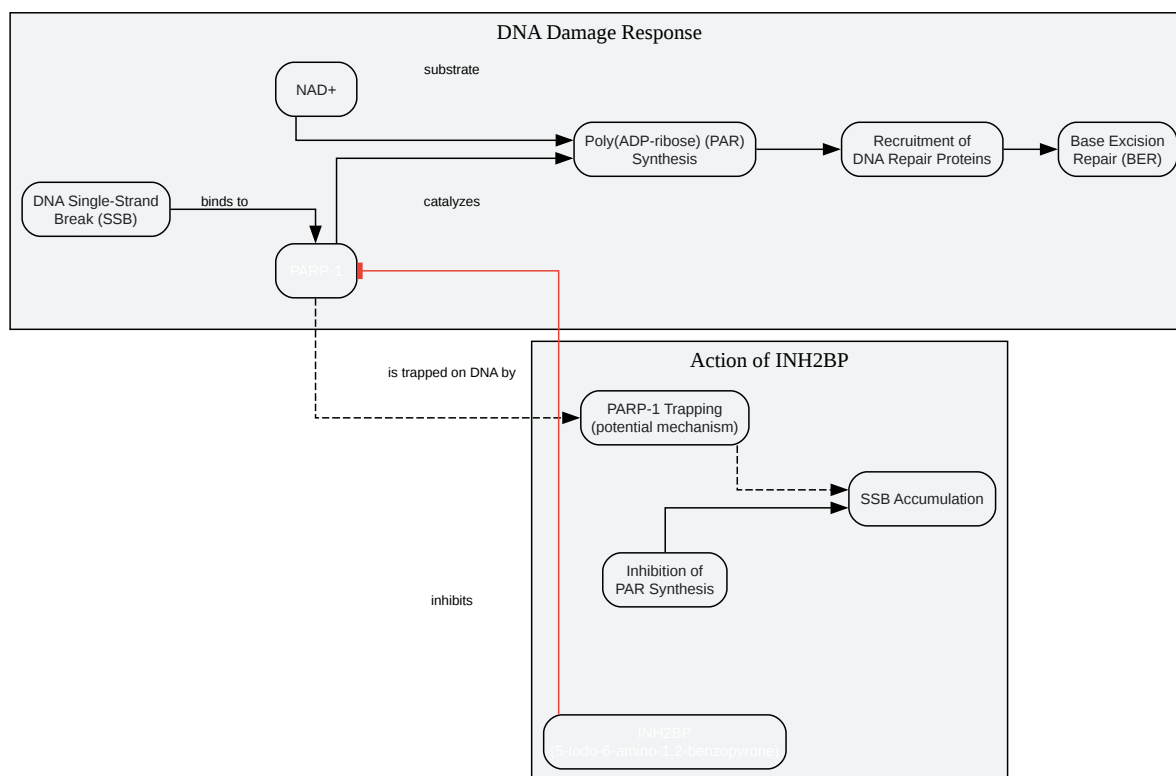 DNA Damage Response
NAD+
substrate
Poly(ADP-ribose) (PAR)
Synthesis
Recruitment of
DNA Repair Proteins
Base Excision
Repair (BER)
DNA Single-Strand
Break (SSB)
binds to
catalyzes
PARP-1
Action of INH2BP
is trapped on DNA by
PARP-1 Trapping
(potential mechanism)
SSB Accumulation
Inhibition of
PAR Synthesis
inhibits
INH2BP
(5-Iodo-6-amino-1,2-benzopyrone)